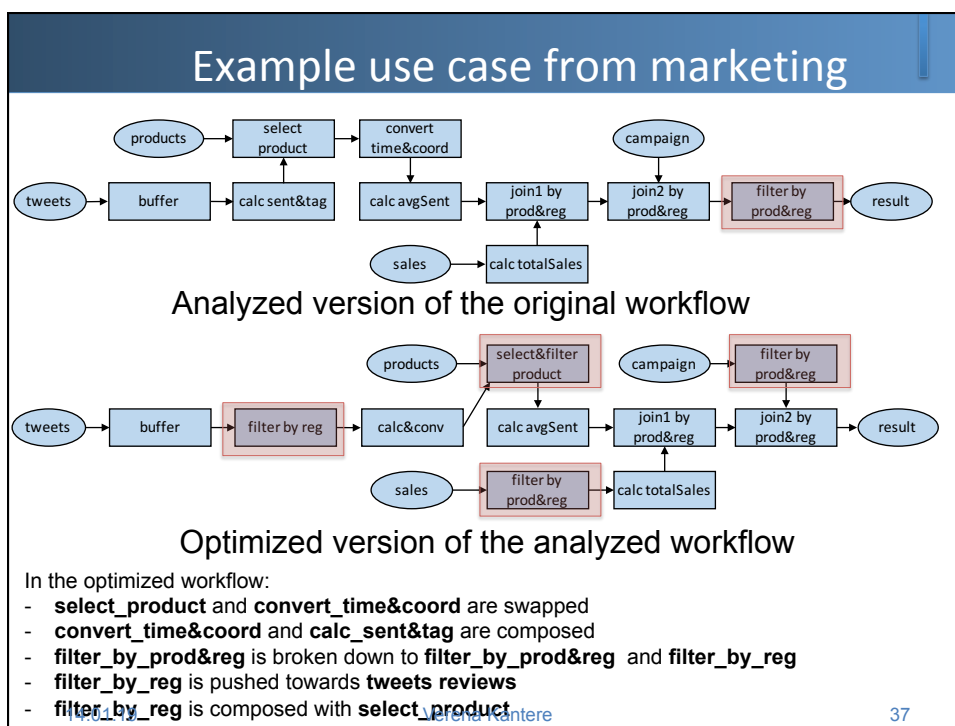 Example use case from marketing
products
select
product
convert
time&coord
campaign
tweets
buffer
calc sent&tag
calc avgSent
join1 by
prod&reg
join2 by
prod&reg
filter by
prod&reg
result
sales
calc totalSales
Analyzed version of the original workflow
products
select&filter
product
campaign
filter by
prod&reg
tweets
buffer
filter by reg
calc&conv
calc avgSent
join1 by
prod&reg
join2 by
prod&reg
result
sales
filter by
prod&reg
calc totalSales
Optimized version of the analyzed workflow
In the optimized workflow:
- select_product and convert_time&coord are swapped
- convert_time&coord and calc_sent&tag are composed
- filter_by_prod&reg is broken down to filter_by_prod&reg and filter_by_reg
- filter_by_reg is pushed towards tweets reviews
- filter_by_reg is composed with select_product
14.01.19
Verena Kantere
37